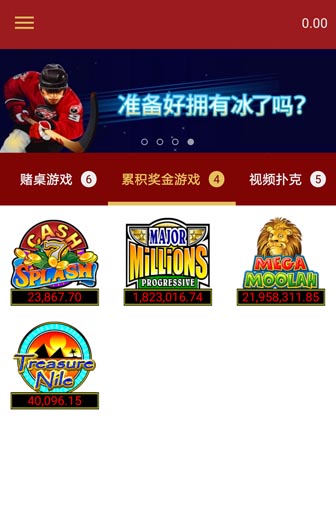 0.00
准备好拥有冰了吗?
赌桌游戏 6
累积奖金游戏 4
视频扑克 5
CASH
SPLASH
23,867.70
MAJOR
MILLIONS
PROGRESSIVE
1,823,016.74
MEGA
MOOLAH
21,958,311.85
Treasure
Nile
40,096.15